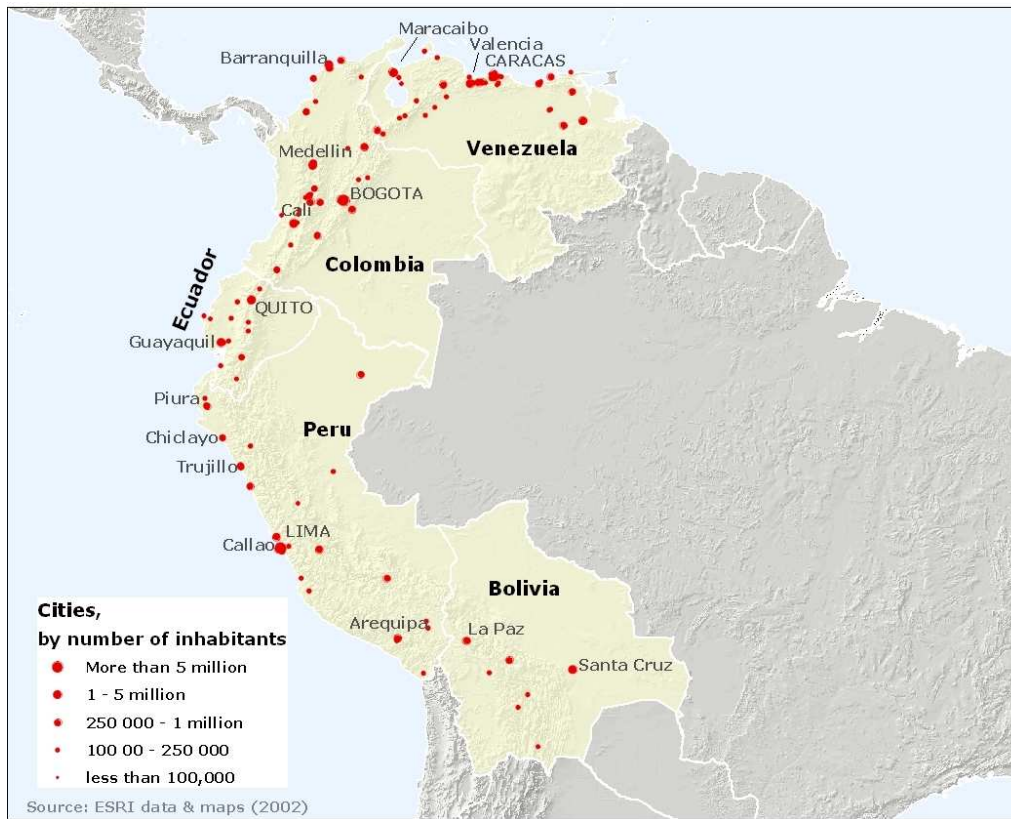 Maracaibo
Barranquilla
Valencia
CARACAS
Venezuela
Medellin
BOGOTA
Cali
Colombia
Ecuador
QUITO
Guayaquil
Piura
Chiclayo
Peru
Trujillo
LIMA
Callao
Bolivia
Arequipa
La Paz
Santa Cruz
Cities,
by number of inhabitants
More than 5 million
1 - 5 million
250 000 - 1 million
100 00 - 250 000
less than 100,000
Source: ESRI data & maps (2002)